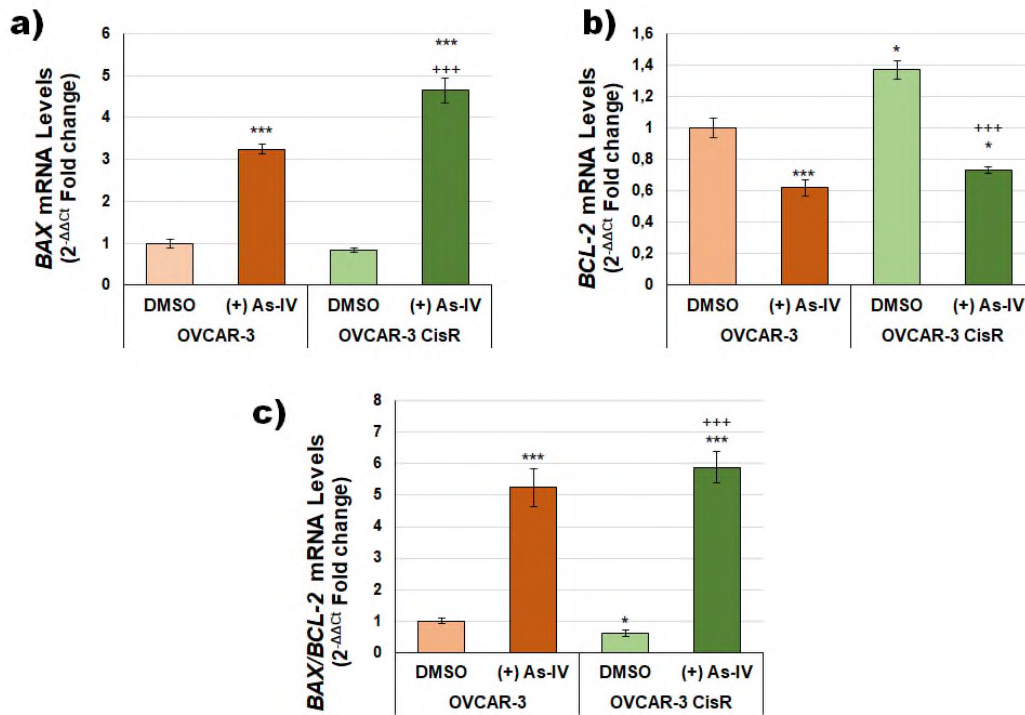 a)
BAX mRNA Levels
(2-ΔΔCt Fold change)
6
5
4
3
2
1
0
***
***
+++
DMSO
(+) As-IV
DMSO
(+) As-IV
OVCAR-3
OVCAR-3 CisR
b)
BCL-2 mRNA Levels
(2-ΔΔCt Fold change)
1,6
1,4
1,2
1
0,8
0,6
0,4
0,2
0
***
*
+++
*
DMSO
(+) As-IV
DMSO
(+) As-IV
OVCAR-3
OVCAR-3 CisR
c)
BAX/BCL-2 mRNA Levels
(2-ΔΔCt Fold change)
8
7
6
5
4
3
2
1
0
***
*
+++
***
DMSO
(+) As-IV
DMSO
(+) As-IV
OVCAR-3
OVCAR-3 CisR